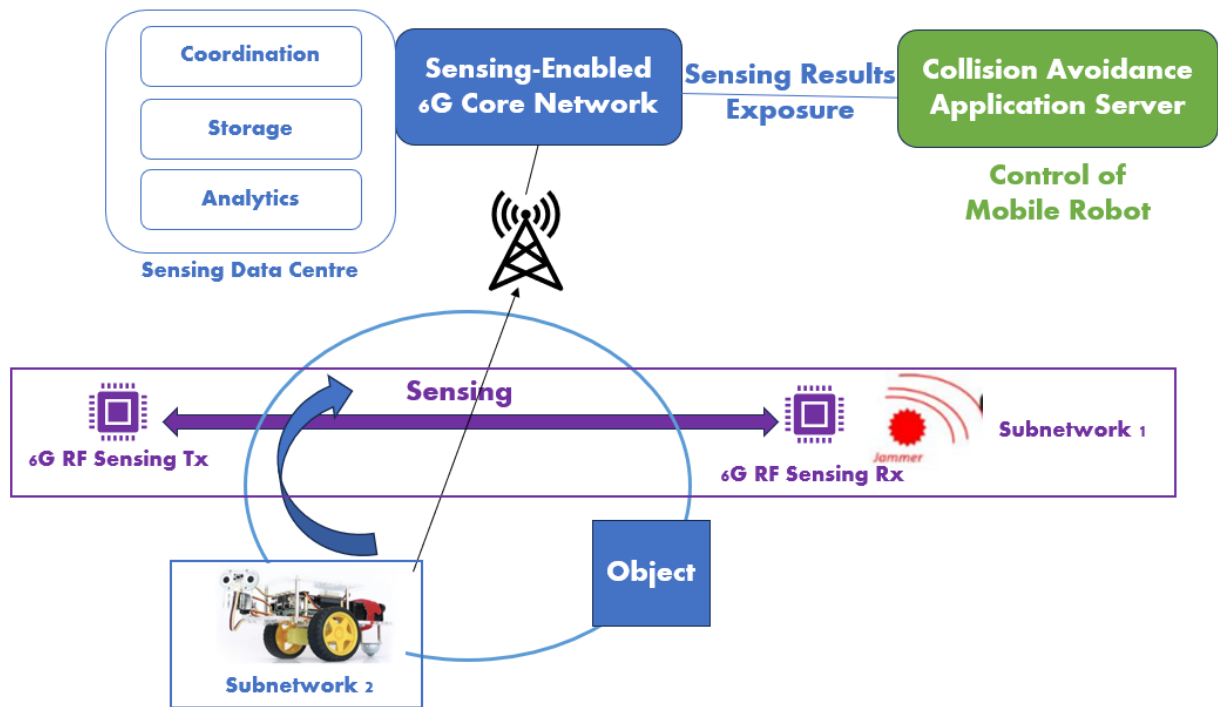 Coordination
Storage
Analytics
Sensing Data Centre
Sensing-Enabled
6G Core Network
Sensing Results
Exposure
Collision Avoidance
Application Server
Control of
Mobile Robot
Sensing
6G RF Sensing Tx
6G RF Sensing Rx
Jammer
Subnetwork 1
Object
Subnetwork 2